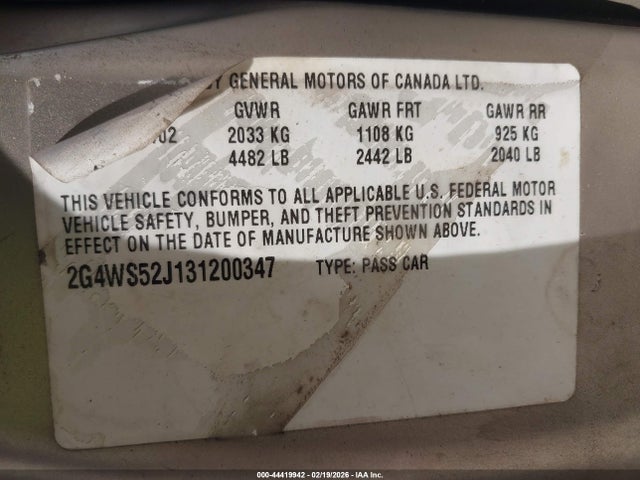 BY GENERAL MOTORS OF CANADA LTD.
GVWR GAWR FRT GAWR RR
02 2033 KG 1108 KG 925 KG
4482 LB 2442 LB 2040 LB
THIS VEHICLE CONFORMS TO ALL APPLICABLE U.S. FEDERAL MOTOR
VEHICLE SAFETY, BUMPER, AND THEFT PREVENTION STANDARDS IN
EFFECT ON THE DATE OF MANUFACTURE SHOWN ABOVE.
2G4WS52J131200347 TYPE: PASS CAR
000-44419942 - 02/19/2026 - IAA Inc.